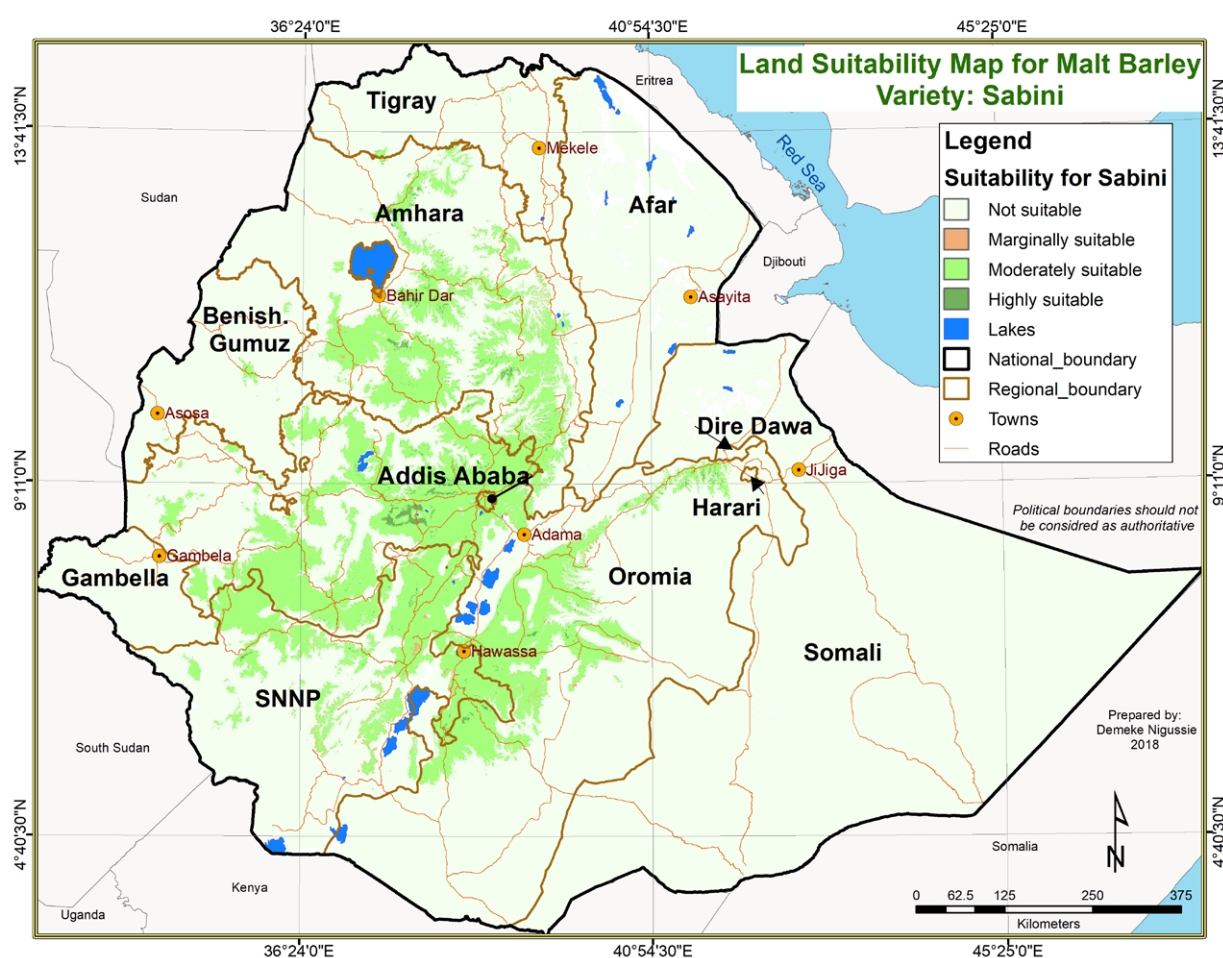 36°24'0"E
40°54'30"E
45°25'0"E
Land Suitability Map for Malt Barley
Variety: Sabini
Eritrea
Tigray
13°41'30"N
13°41'30"N
Mekele
Red Sea
Legend
Suitability for Sabini
Not suitable
Marginally suitable
Moderately suitable
Highly suitable
Lakes
National_boundary
Regional_boundary
Towns
Roads
Sudan
Amhara
Afar
Djibouti
Bahir Dar
Asayita
Benish.
Gumuz
Asosa
Dire Dawa
Addis Ababa
JiJiga
9°11'0"N
9°11'0"N
Harari
Political boundaries should not
be considred as authoritative
Adama
Gambela
Gambella
Oromia
Hawassa
Somali
SNNP
Prepared by:
Demeke Nigussie
2018
South Sudan
4°40'30"N
4°40'30"N
Somalia
N
Kenya
Uganda
0 62.5 125 250 375
Kilometers
36°24'0"E
40°54'30"E
45°25'0"E